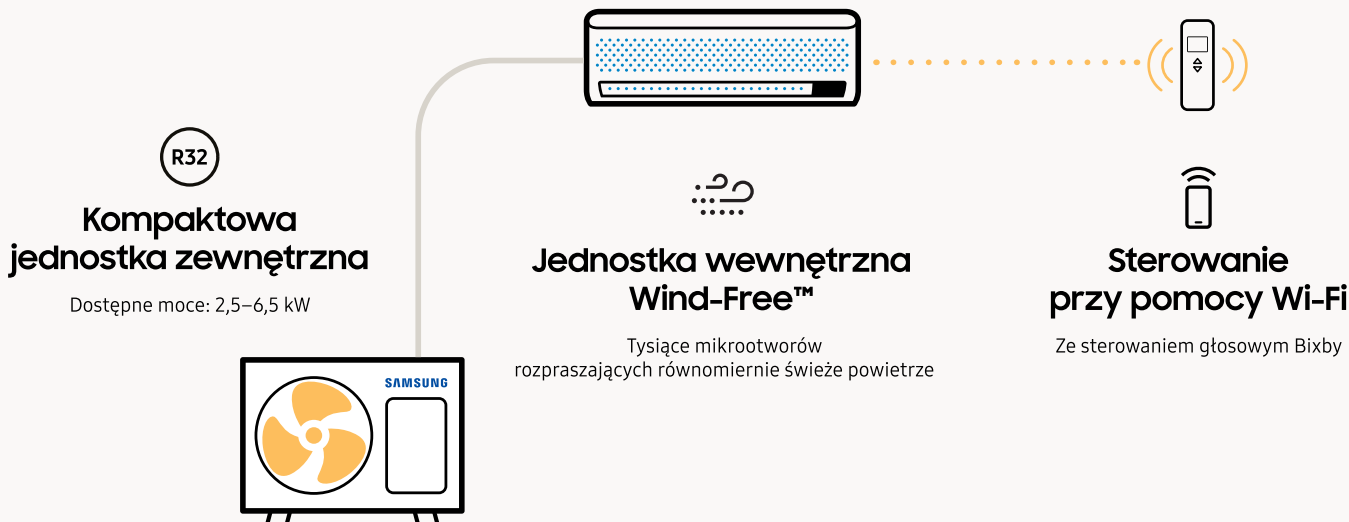 R32
Kompaktowa
jednostka zewnętrzna
Dostępne moce: 2,5–6,5 kW
SAMSUNG
Jednostka wewnętrzna
Wind-Free™
Tysiące mikrootworów
rozpraszających równomiernie świeże powietrze
Sterowanie
przy pomocy Wi-Fi
Ze sterowaniem głosowym Bixby